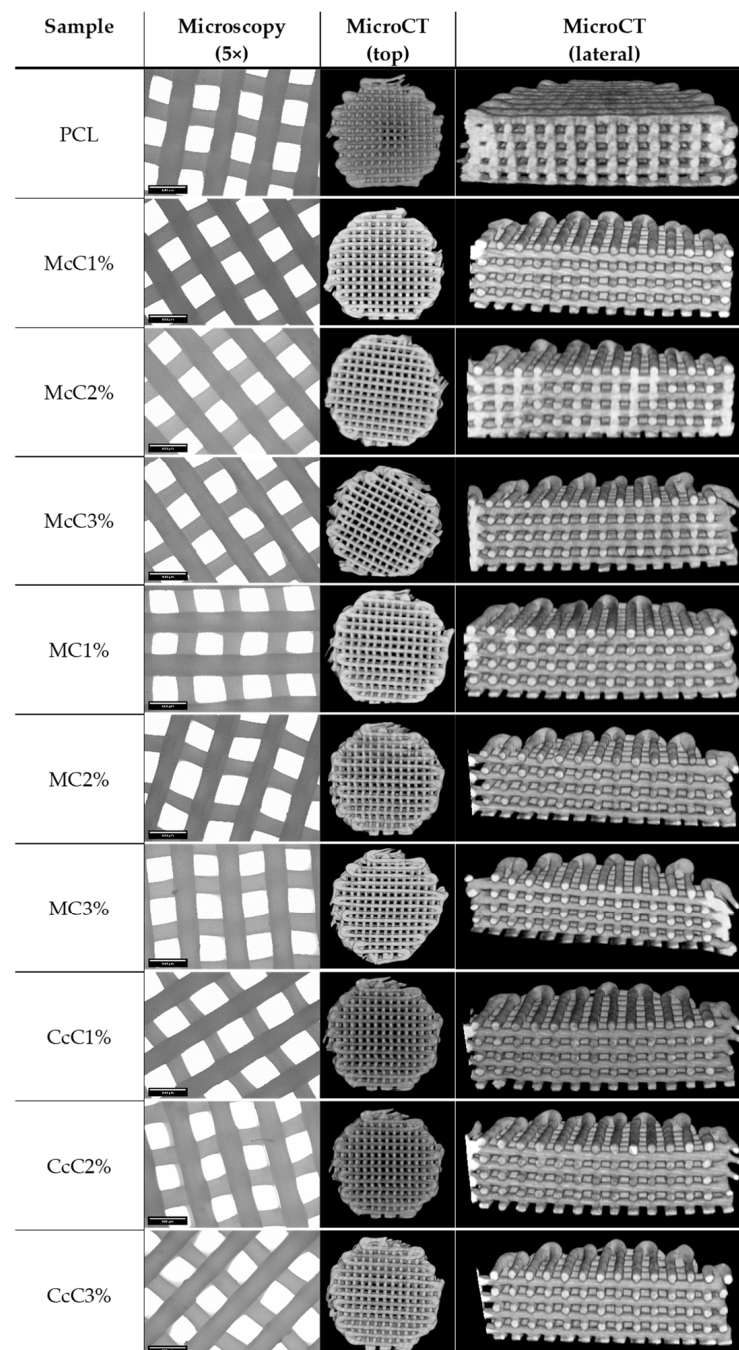 Sample Microscopy MicroCT MicroCT
(5×) (top) (lateral)
PCL
McC1%
McC2%
McC3%
MC1%
MC2%
MC3%
CcC1%
CcC2%
CcC3%